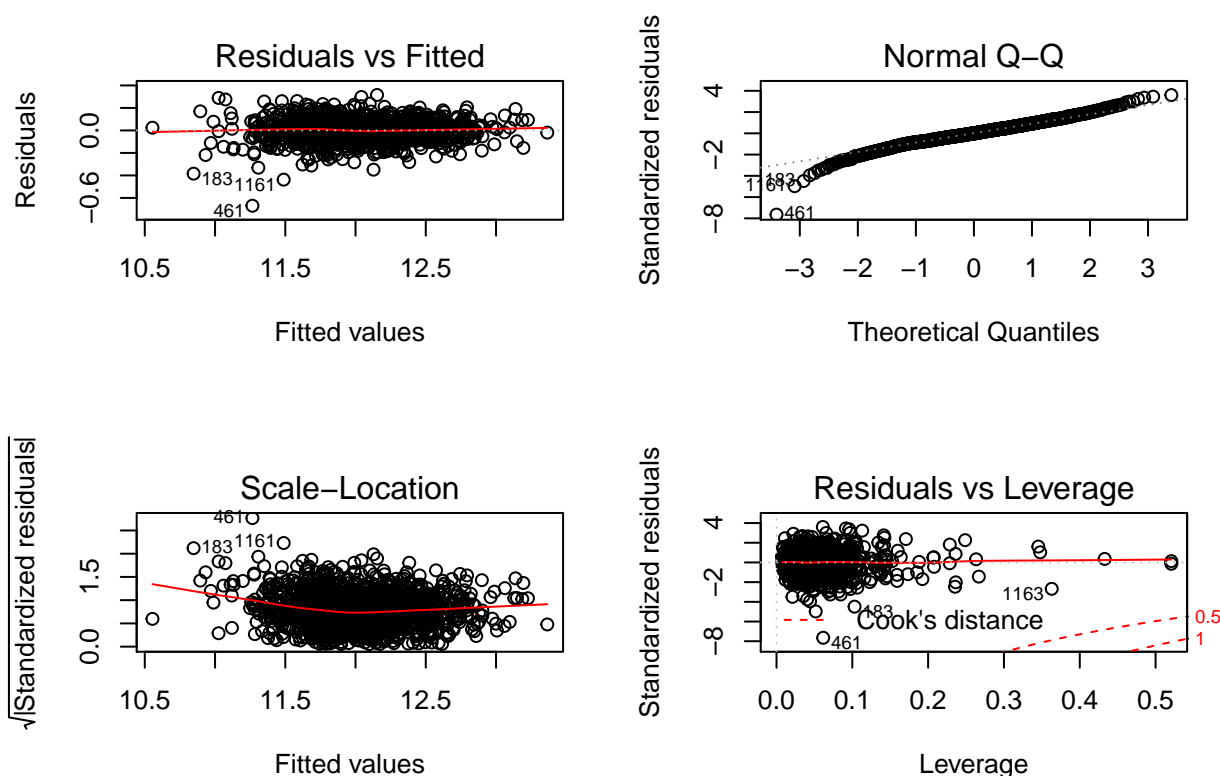 Residuals vs Fitted
Residuals
0.0
−0.6
183
1161
461
10.5 11.5 12.5
Fitted values
Normal Q−Q
Standardized residuals
4
−2
−8
183
1161
461
−3 −2 −1 0 1 2 3
Theoretical Quantiles
Scale−Location
√|Standardized residuals|
1.5
0.0
461
183
1161
10.5 11.5 12.5
Fitted values
Residuals vs Leverage
Standardized residuals
4
−2
−8
1163
183
461
Cook's distance
0.5
1
0.0 0.1 0.2 0.3 0.4 0.5
Leverage